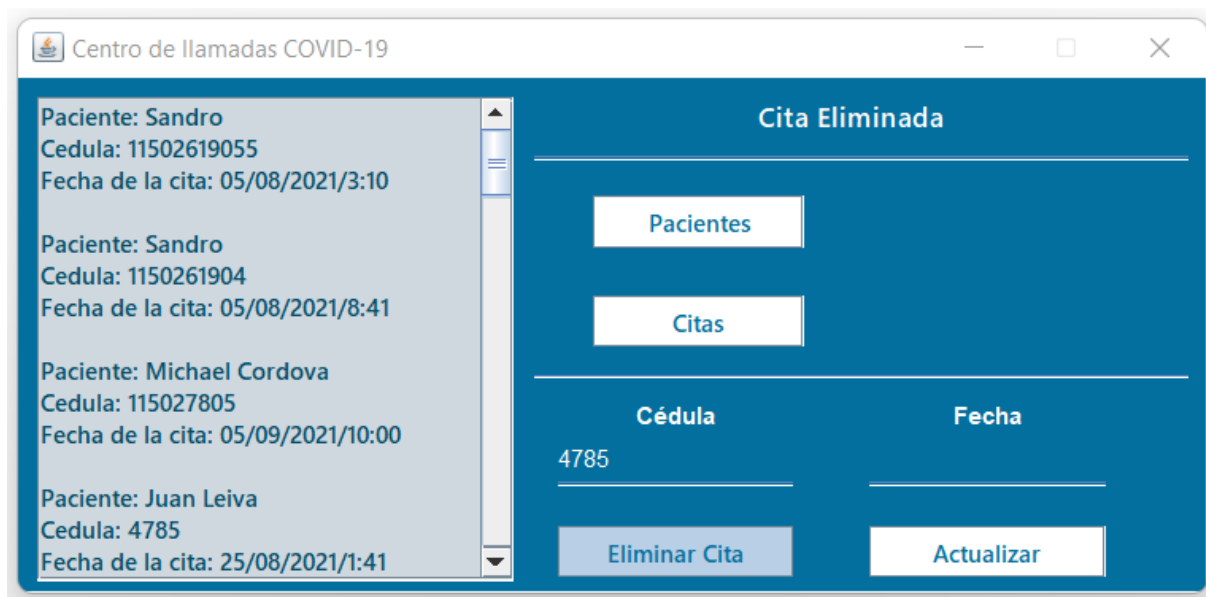 Centro de llamadas COVID-19
Paciente: Sandro
Cedula: 11502619055
Fecha de la cita: 05/08/2021/3:10
Paciente: Sandro
Cedula: 1150261904
Fecha de la cita: 05/08/2021/8:41
Paciente: Michael Cordova
Cedula: 115027805
Fecha de la cita: 05/09/2021/10:00
Paciente: Juan Leiva
Cedula: 4785
Fecha de la cita: 25/08/2021/1:41
Cita Eliminada
Pacientes
Citas
Cédula
Fecha
4785
Eliminar Cita
Actualizar